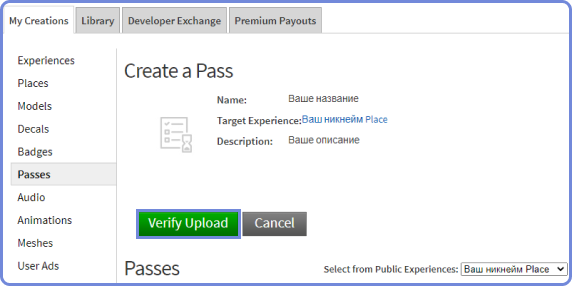 My Creations Library Developer Exchange Premium Payouts
Experiences
Places
Models
Decals
Badges
Passes
Audio
Animations
Meshes
User Ads
Create a Pass
Name: Ваше название
Target Experience: Ваш никнейм Place
Description: Ваше описание
Verify Upload Cancel
Passes
Select from Public Experiences: Ваш никнейм Place